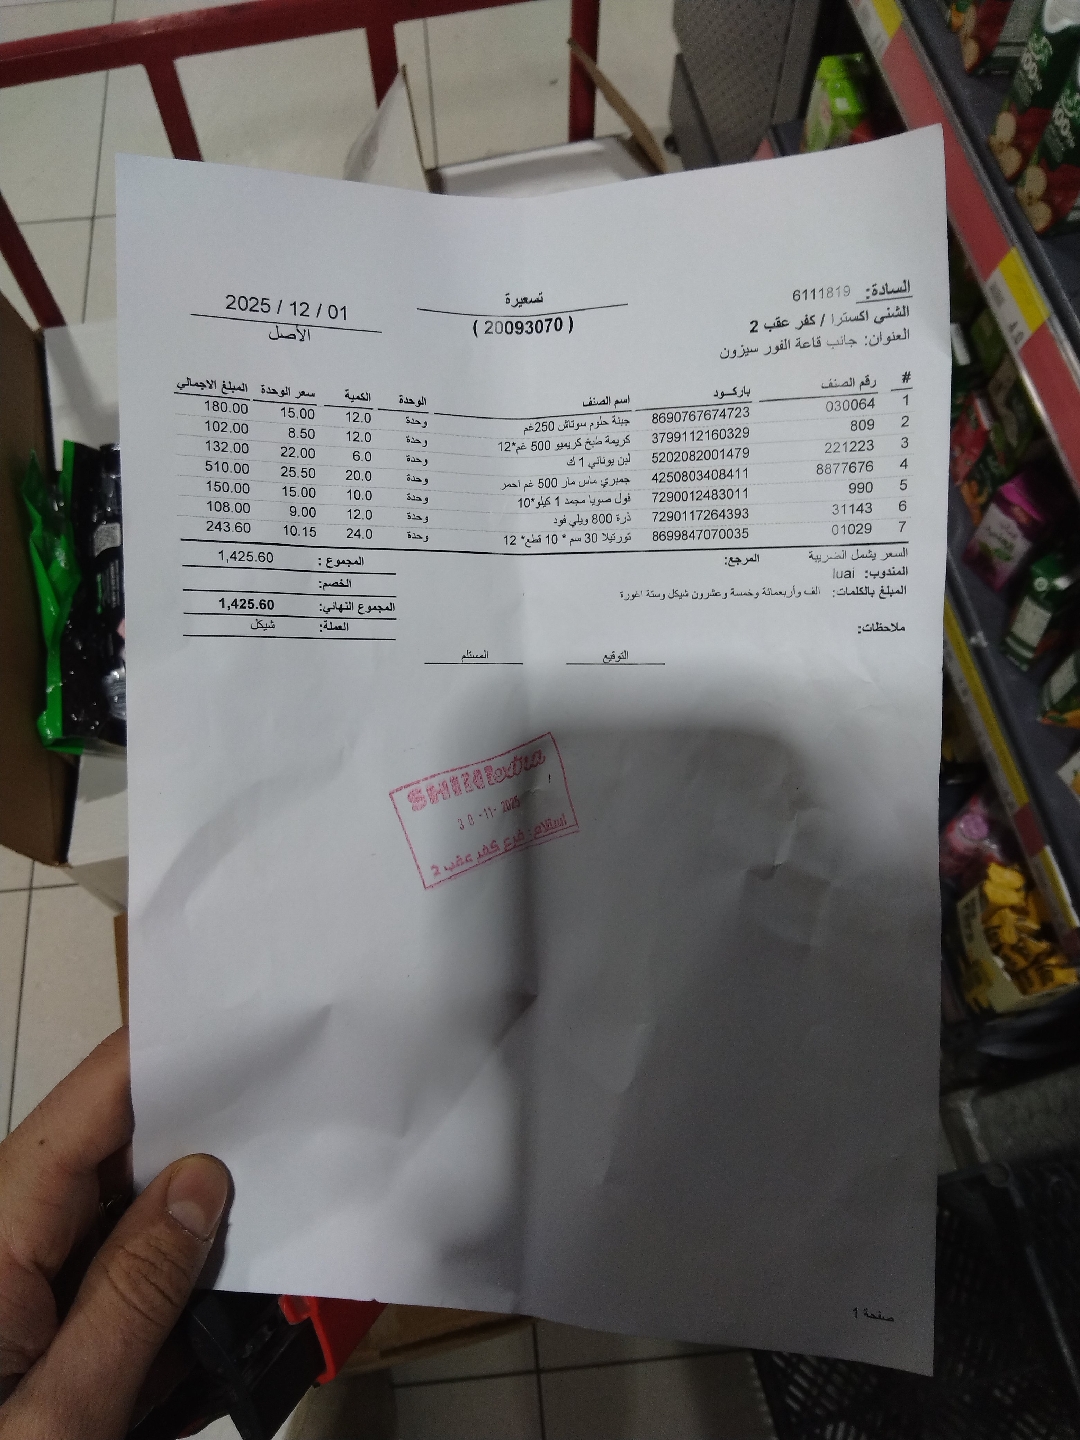 السادة: 6111819
الشنى اكسترا / كفر عقب 2
العنوان: جانب قاعة الفور سيزون
تسعيرة
( 20093070 )
2025 / 12 / 01
الأصل
# رقم الصنف باركود اسم الصنف الوحدة الكمية سعر الوحدة المبلغ الاجمالي
1 030064 8690767674723 جبنة حلوم سوتاش 250غم وحدة 12.0 15.00 180.00
2 809 3799112160329 كريمة طبخ كريميو 500 غم*12 وحدة 12.0 8.50 102.00
3 221223 5202082001479 لبن يوناني 1 ك وحدة 6.0 22.00 132.00
4 8877676 4250803408411 جمبري ماس مار 500 غم احمر وحدة 20.0 25.50 510.00
5 990 7290012483011 فول صويا مجمد 1 كيلو*10 وحدة 10.0 15.00 150.00
6 31143 7290117264393 ذرة 800 ويلي فود وحدة 12.0 9.00 108.00
7 01029 8699847070035 تورتيلا 30 سم * 10 قطع* 12 وحدة 24.0 10.15 243.60
السعر يشمل الضريبة المرجع:
المندوب: luai
المبلغ بالكلمات: الف وأربعمائة وخمسة وعشرون شيكل وستة اغورة
ملاحظات:
المجموع : 1,425.60
الخصم:
المجموع النهائي: 1,425.60
العملة: شيكل
التوقيع المستلم
SHINIextra
30-11-2025
استلام: فرع كفر عقب 2
صفحة 1